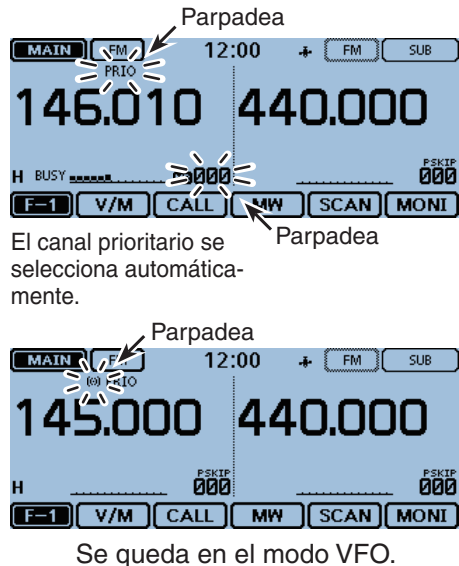 Parpadea
MAIN FM 12:00 FM SUB
PRIO
146.010 440.000
PSKIP
H BUSY 000 000
F-1 V/M CALL MW SCAN MONI
El canal prioritario se
selecciona automática-
mente.
Parpadea
Parpadea
MAIN 12:00 FM SUB
((•)) PRIO
145.000 440.000
PSKIP PSKIP
H 000 000
F-1 V/M CALL MW SCAN MONI
Se queda en el modo VFO.